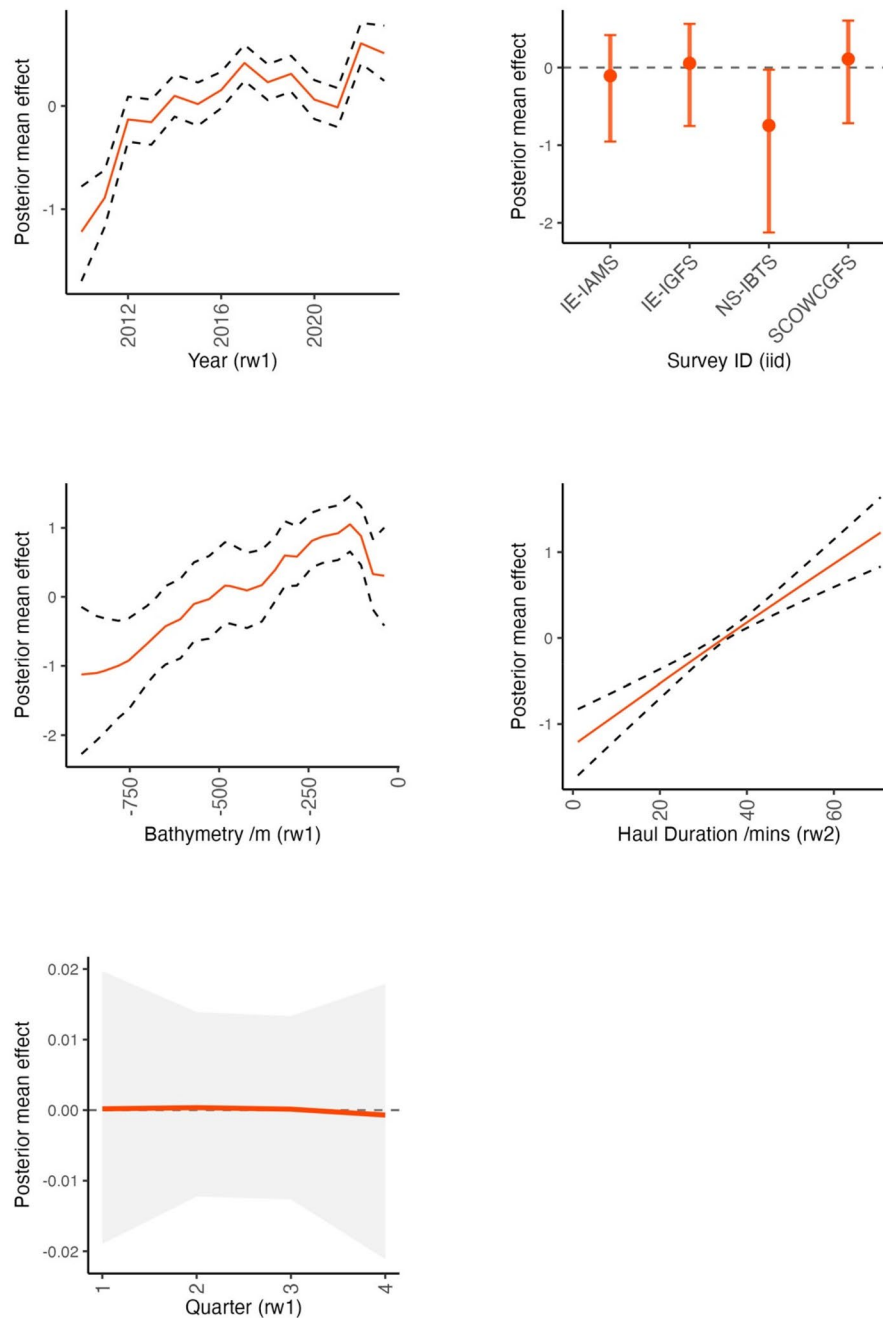 Posterior mean effect
0
-1
2012
2016
2020
Year (rw1)
Posterior mean effect
0
-1
-2
IE-IAMS
IE-IGFS
NS-IBTS
SCOWCGFS
Survey ID (iid)
Posterior mean effect
1
0
-1
-2
-750
-500
-250
0
Bathymetry /m (rw1)
Posterior mean effect
1
0
-1
0
20
40
60
Haul Duration /mins (rw2)
Posterior mean effect
0.02
0.01
0.00
-0.01
-0.02
1
2
3
4
Quarter (rw1)